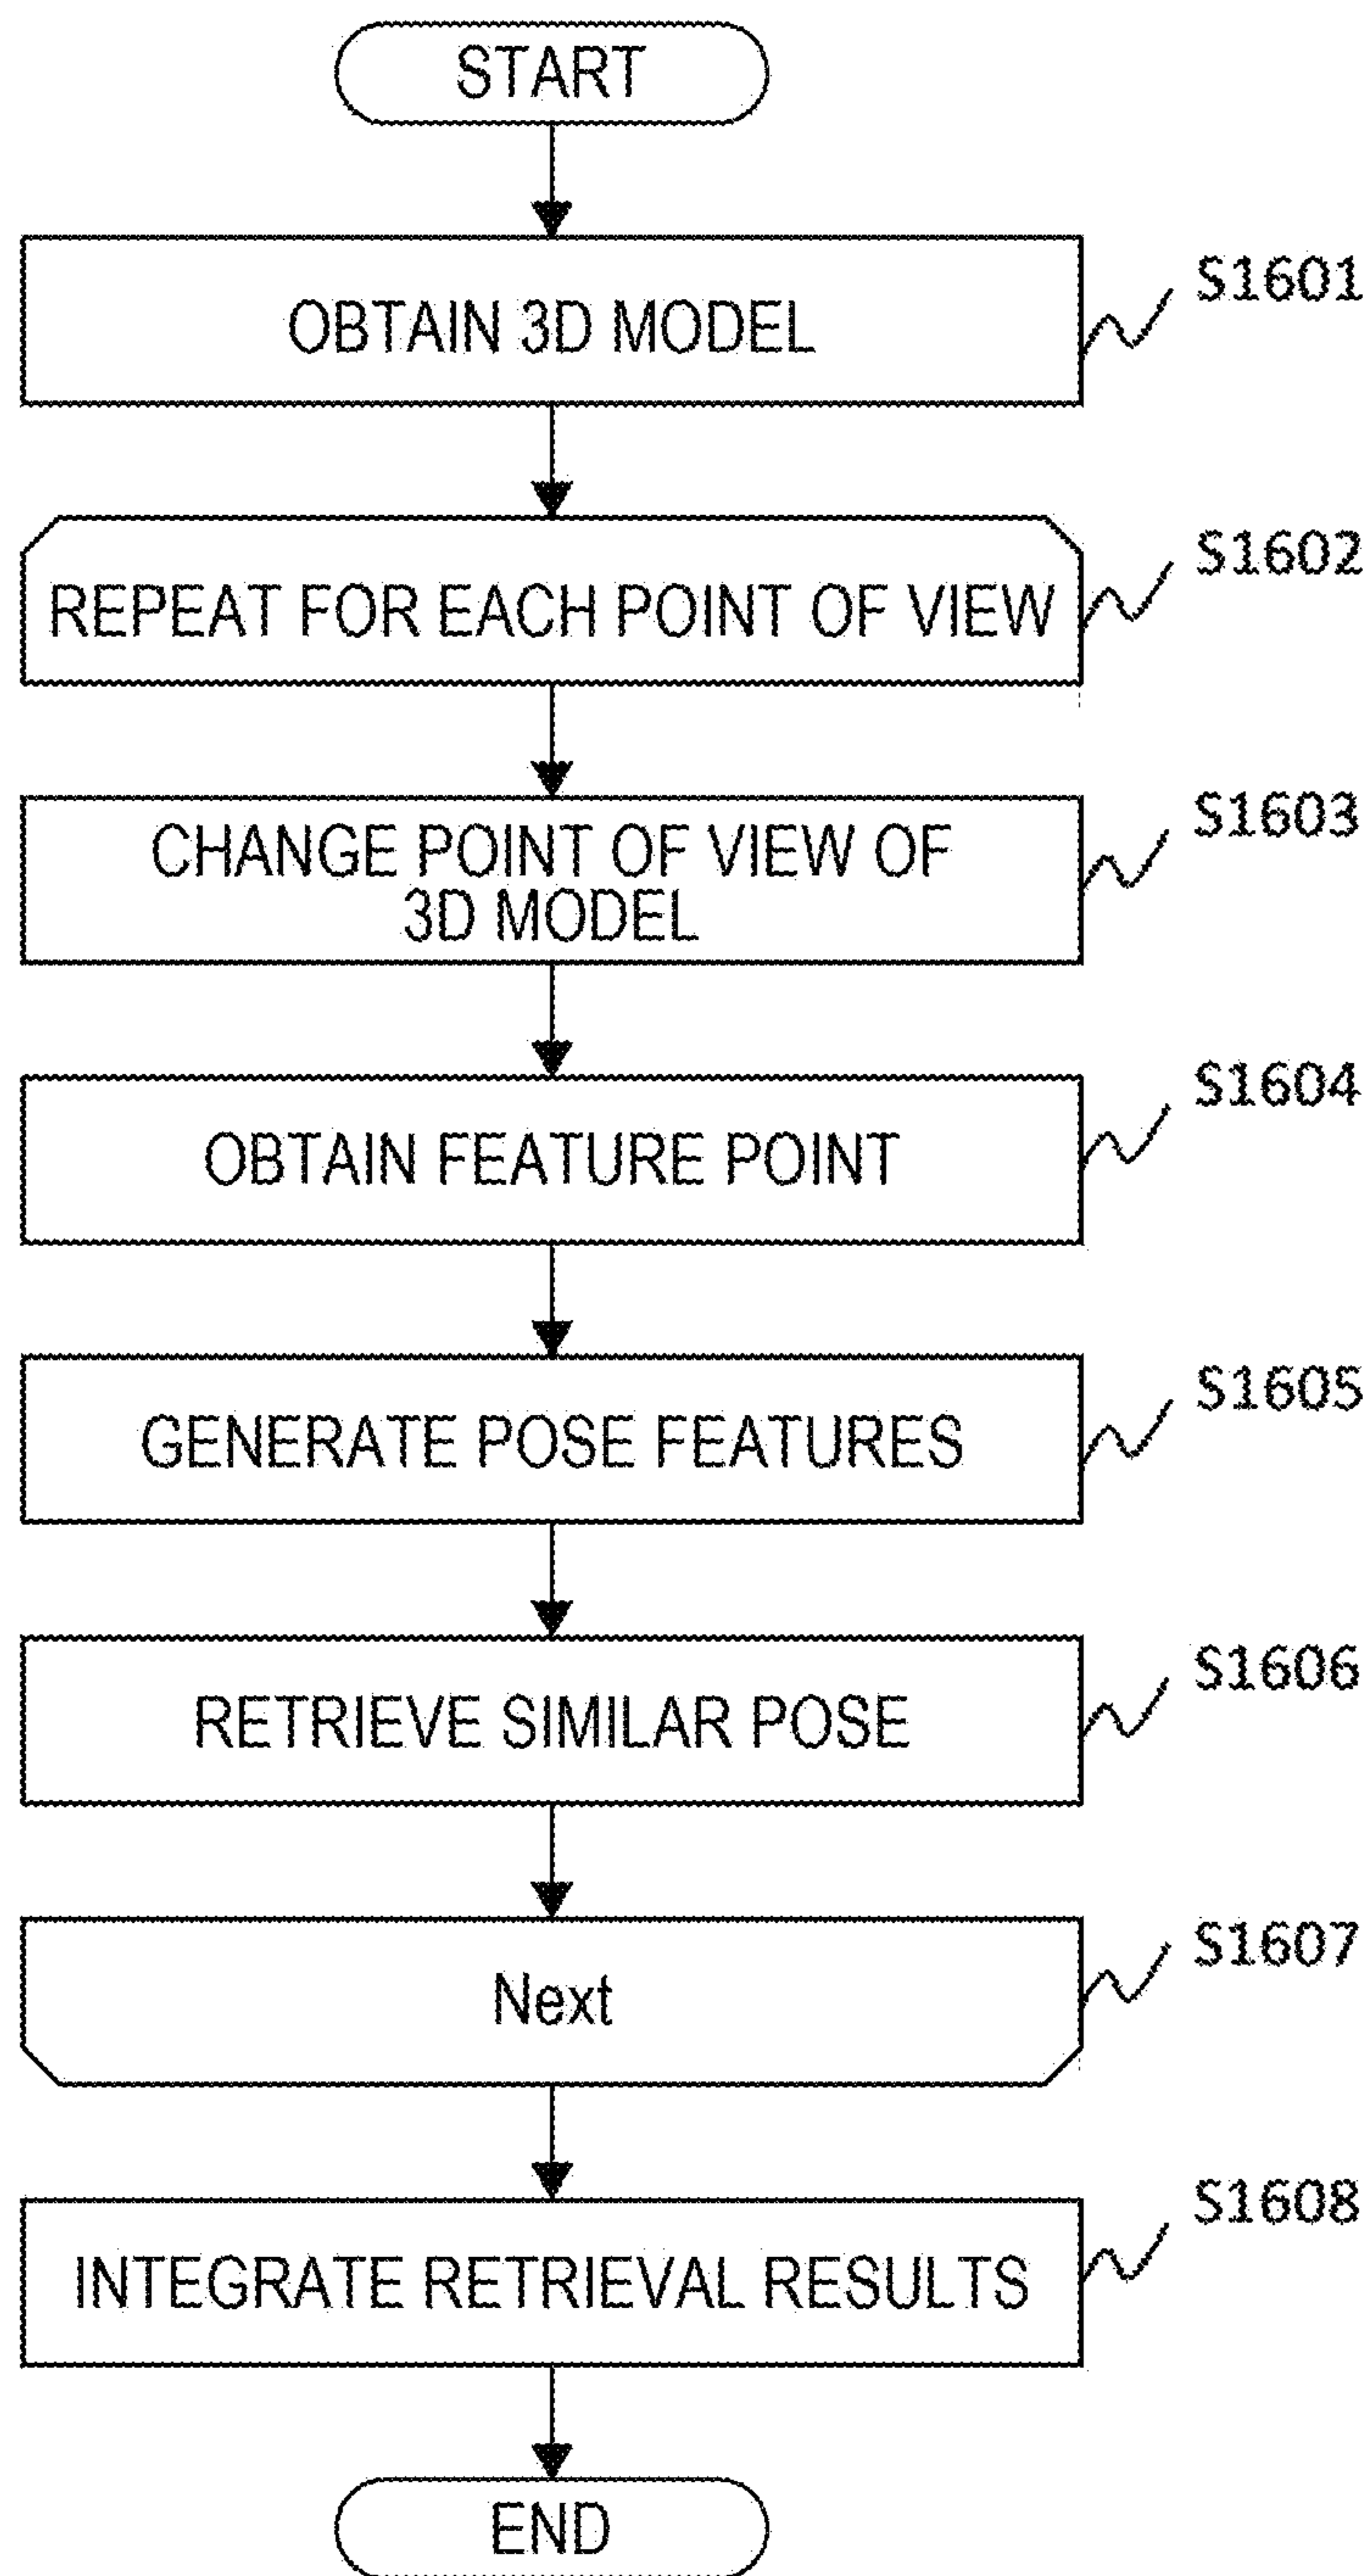 START
OBTAIN 3D MODEL
S1601
REPEAT FOR EACH POINT OF VIEW
S1602
CHANGE POINT OF VIEW OF
3D MODEL
S1603
OBTAIN FEATURE POINT
S1604
GENERATE POSE FEATURES
S1605
RETRIEVE SIMILAR POSE
S1606
Next
S1607
INTEGRATE RETRIEVAL RESULTS
S1608
END